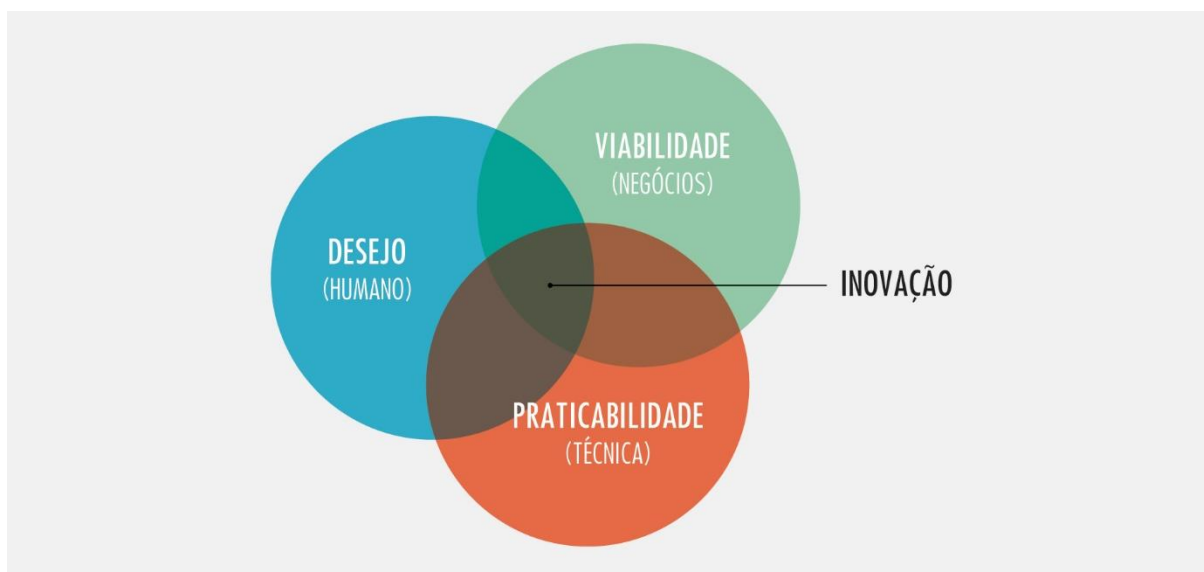 VIABILIDADE
(NEGÓCIOS)
DESEJO
(HUMANO)
INOVAÇÃO
PRATICABILIDADE
(TÉCNICA)